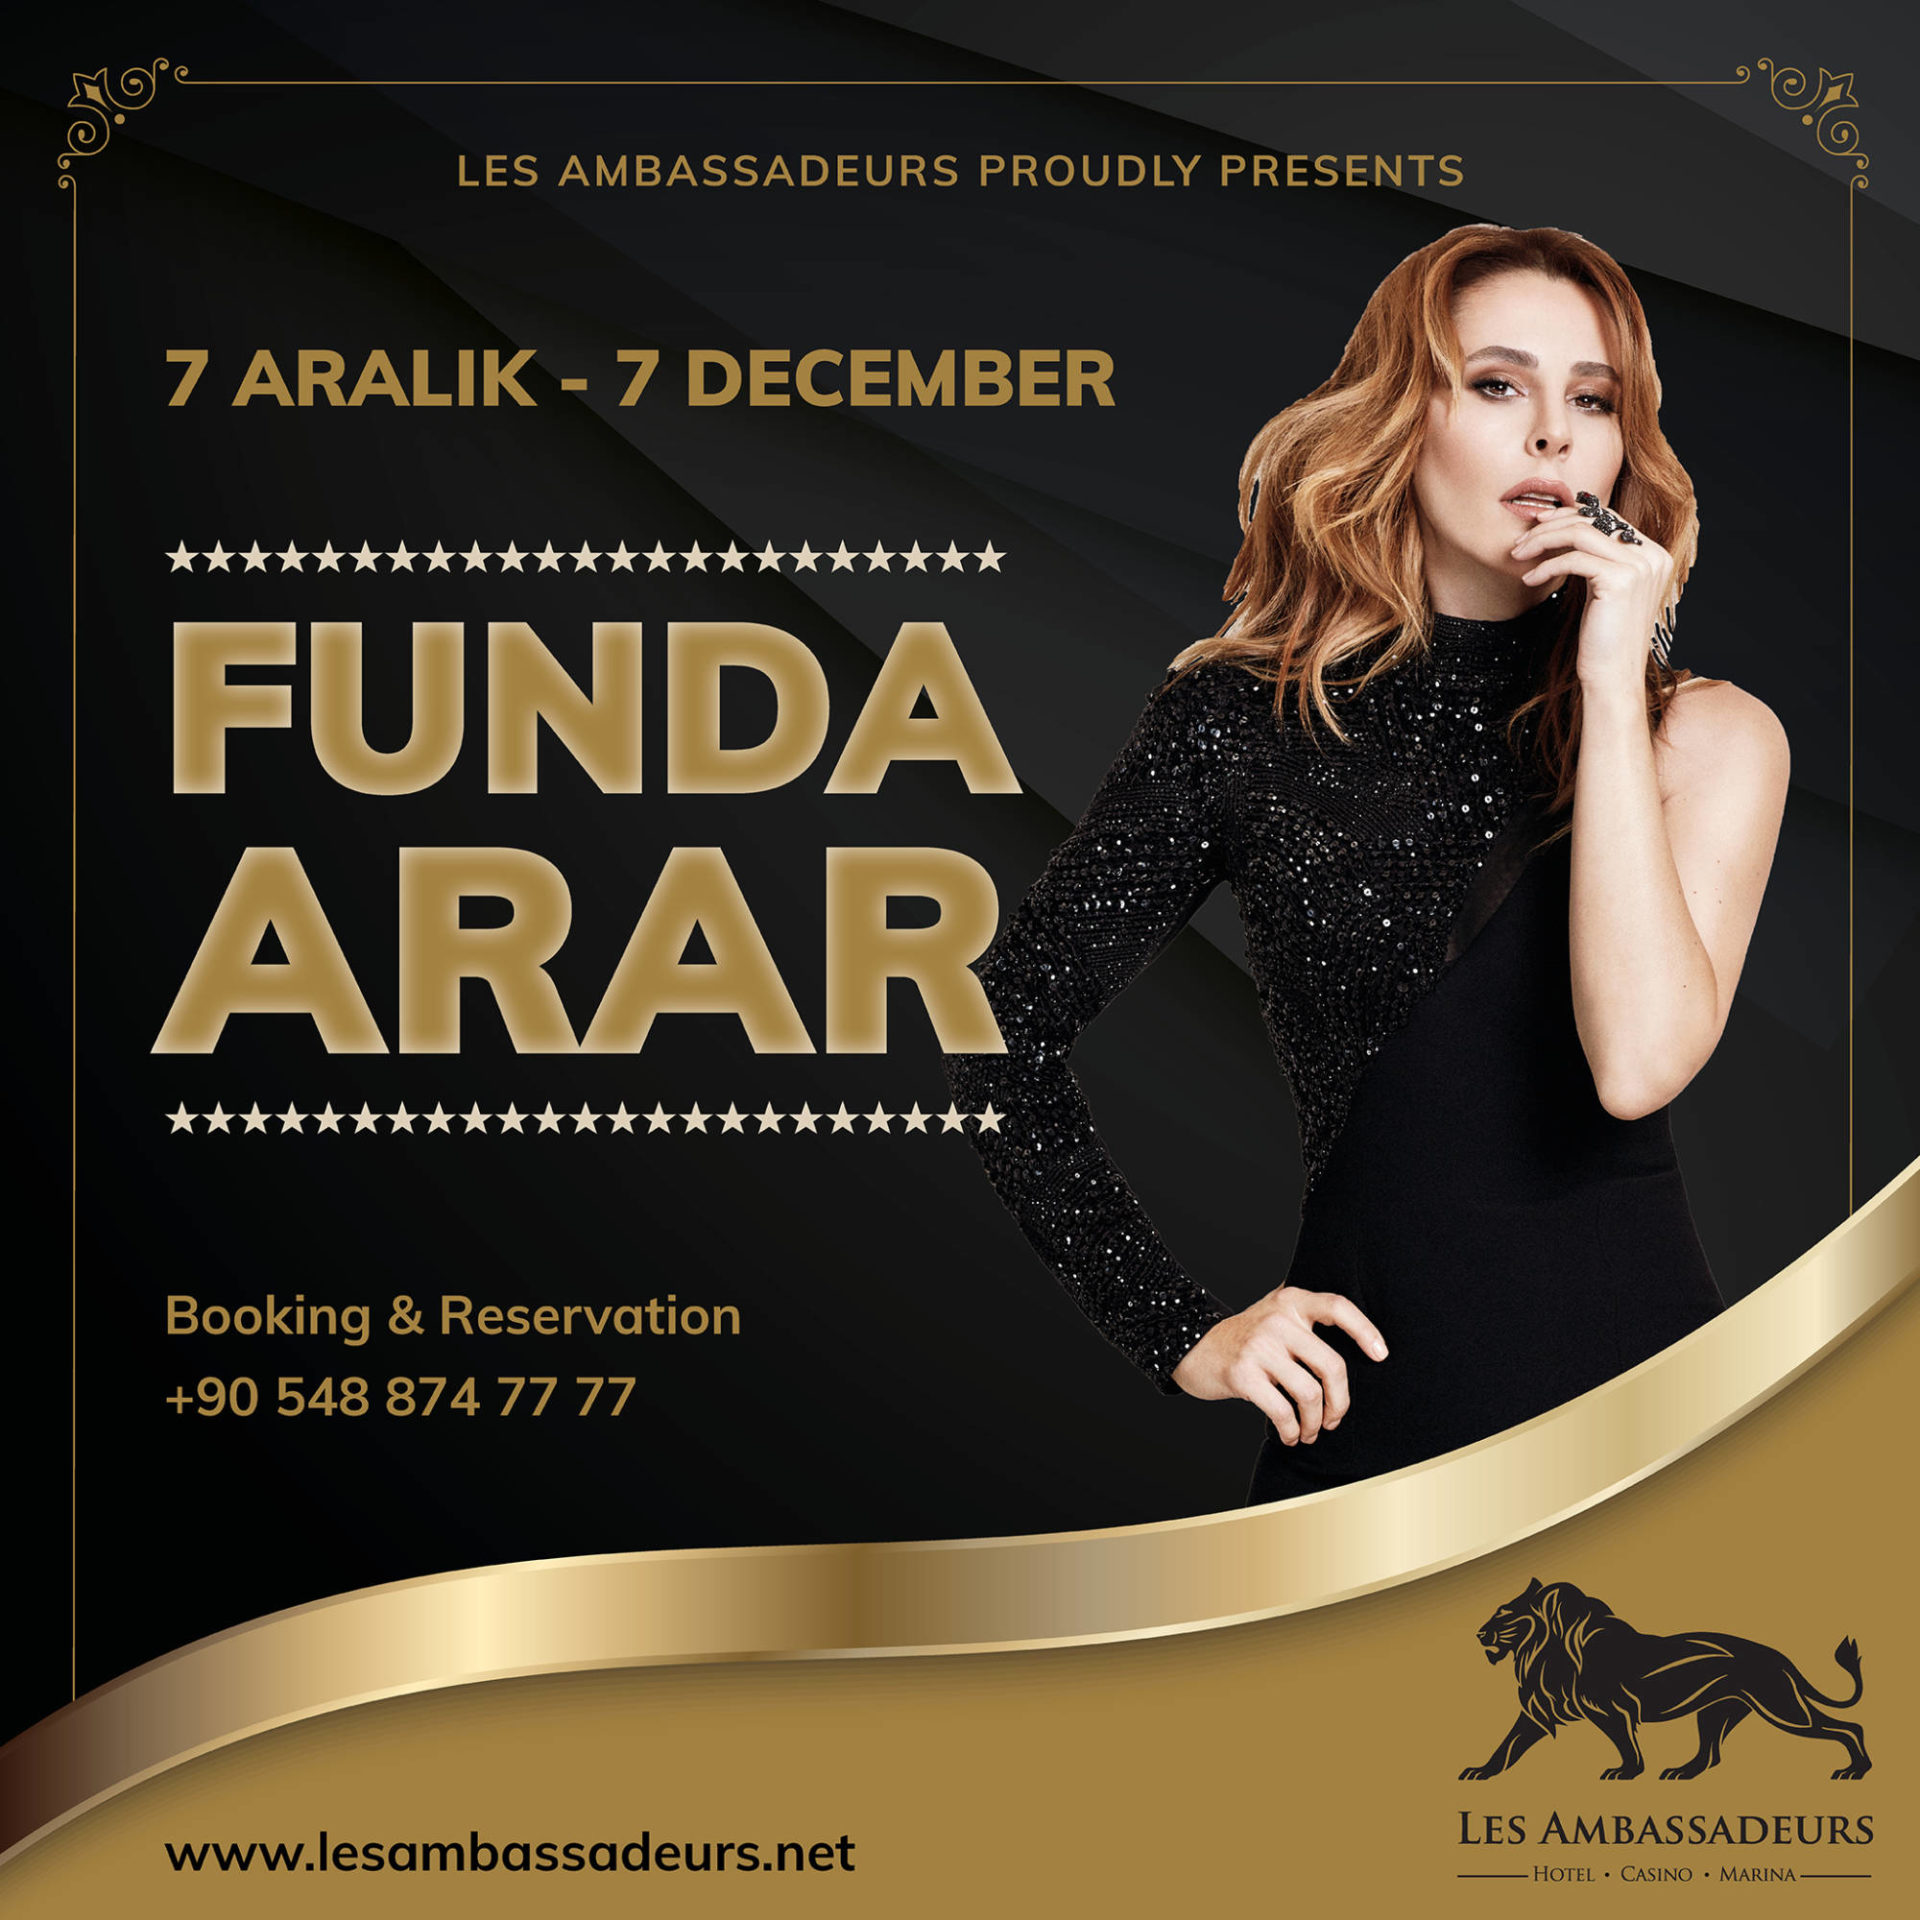 LES AMBASSADEURS PROUDLY PRESENTS
7 ARALIK - 7 DECEMBER
FUNDA
ARAR
Booking & Reservation
+90 548 874 77 77
www.lesambassadeurs.net
LES AMBASSADEURS
HOTEL • CASINO • MARINA